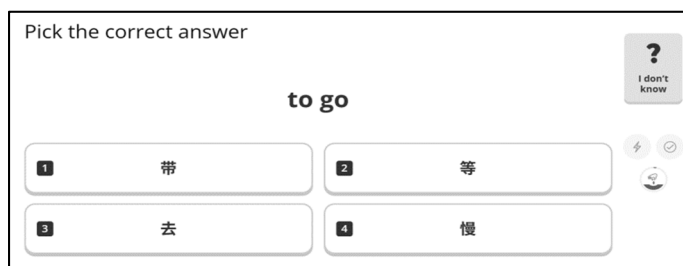 Pick the correct answer
?
I don't
know
to go
1 带
2 等
3 去
4 慢